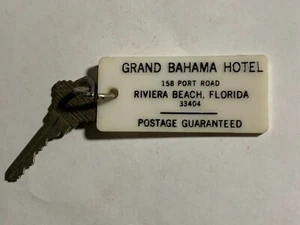 GRAND BAHAMA HOTEL
158 PORT ROAD
RIVIERA BEACH, FLORIDA
33404
POSTAGE GUARANTEED